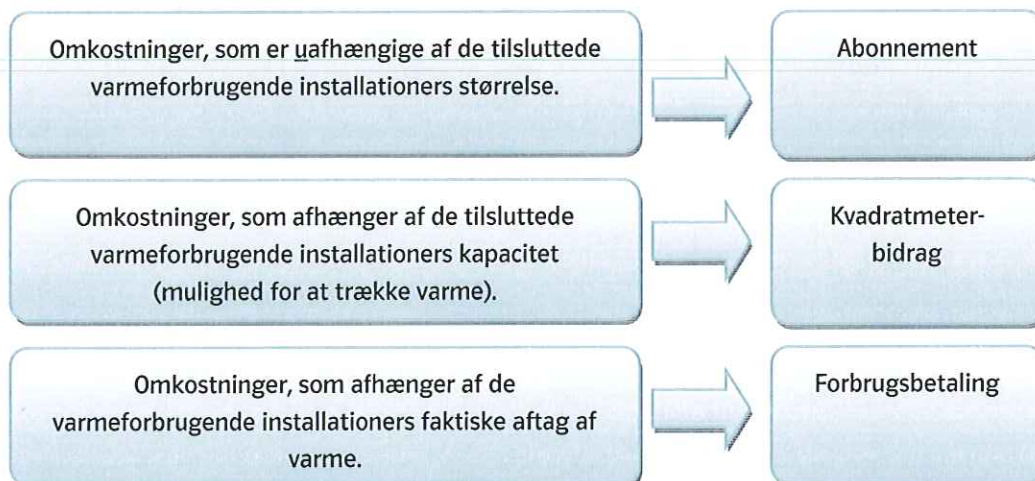 Omkostninger, som er uafhængige af de tilsluttede
varmeforbrugende installationers størrelse.
Abonnement
Omkostninger, som afhænger af de tilsluttede
varmeforbrugende installationers kapacitet
(mulighed for at trække varme).
Kvadratmeter-
bidrag
Omkostninger, som afhænger af de
varmeforbrugende installationers faktiske aftag af
varme.
Forbrugsbetaling